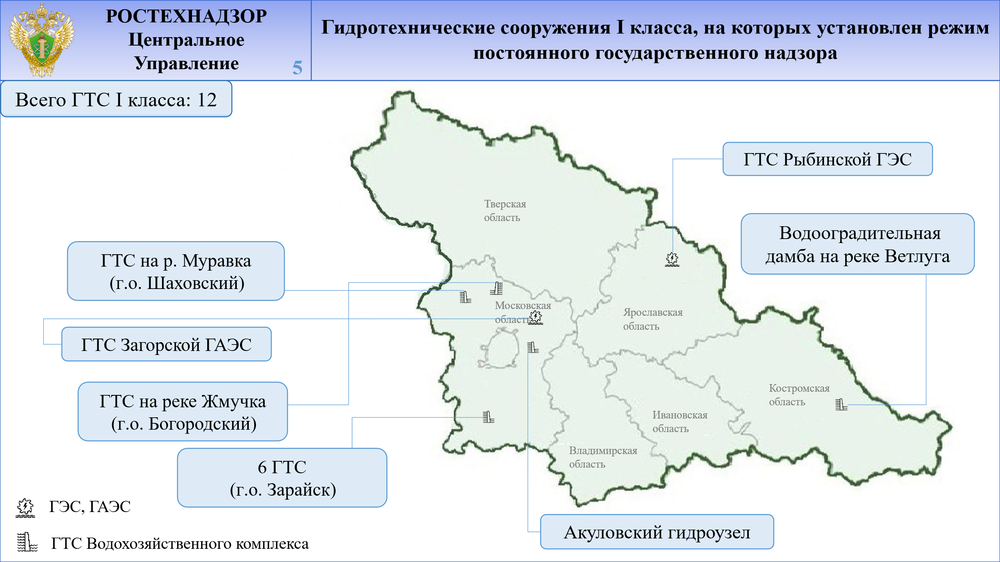 РОСТЕХНАДЗОР
Центральное
Управление
5
Гидротехнические сооружения I класса, на которых установлен режим
постоянного государственного надзора
Всего ГТС I класса: 12
ГТС Рыбинской ГЭС
Тверская
область
Водооградительная
дамба на реке Ветлуга
ГТС на р. Муравка
(г.о. Шаховский)
Московская
область
Ярославская
область
ГТС Загорской ГАЭС
ГТС на реке Жмучка
(г.о. Богородский)
Костромская
область
Ивановская
область
Владимирская
область
6 ГТС
(г.о. Зарайск)
ГЭС, ГАЭС
Акуловский гидроузел
ГТС Водохозяйственного комплекса